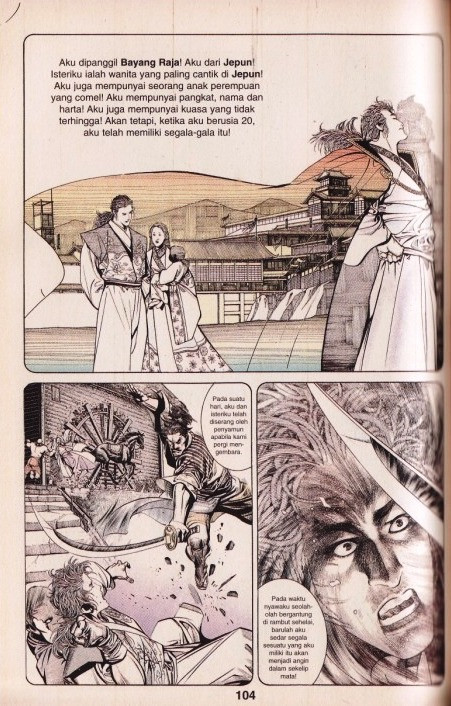 Aku dipanggil Bayang Raja! Aku dari Jepun!
Isteriku ialah wanita yang paling cantik di Jepun!
Aku juga mempunyai seorang anak perempuan
yang comel! Aku mempunyai pangkat, nama dan
harta! Aku juga mempunyai kuasa yang tidak
terhingga! Akan tetapi, ketika aku berusia 20,
aku telah memiliki segala-gala itu!
Pada suatu
hari, aku dan
isteriku telah
diserang oleh
penyamun
apabila kami
pergi men-
gembara.
Pada waktu
nyawaku seolah-
olah bergantung
di rambut sehelai,
barulah aku
sedar segala
sesuatu yang aku
miliki itu akan
menjadi angin
dalam sekelip
mata!
104